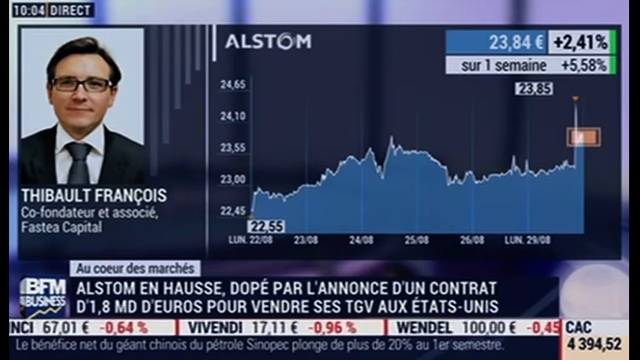 10:04 DIRECT
ALSTOM
23,84 € +2,41%
sur 1 semaine +5,58%
23.85
24,65
24,10
23,55
23,00
22,45
22.55
LUN. 22/08 23/08 24/08 25/08 26/08 LUN. 29/08
THIBAULT FRANÇOIS
Co-fondateur et associé,
Fastea Capital
Au coeur des marchés
BFM
BUSINESS
ALSTOM EN HAUSSE, DOPÉ PAR L'ANNONCE D'UN CONTRAT
D'1,8 MD D'EUROS POUR VENDRE SES TGV AUX ÉTATS-UNIS
NCI 67,01 € -0,64 % VIVENDI 17,11 € -0,96 % WENDEL 100,00 € -0,45
CAC
4 394,52
Le bénéfice net du géant chinois du pétrole Sinopec plonge de plus de 20% au 1er semestre.